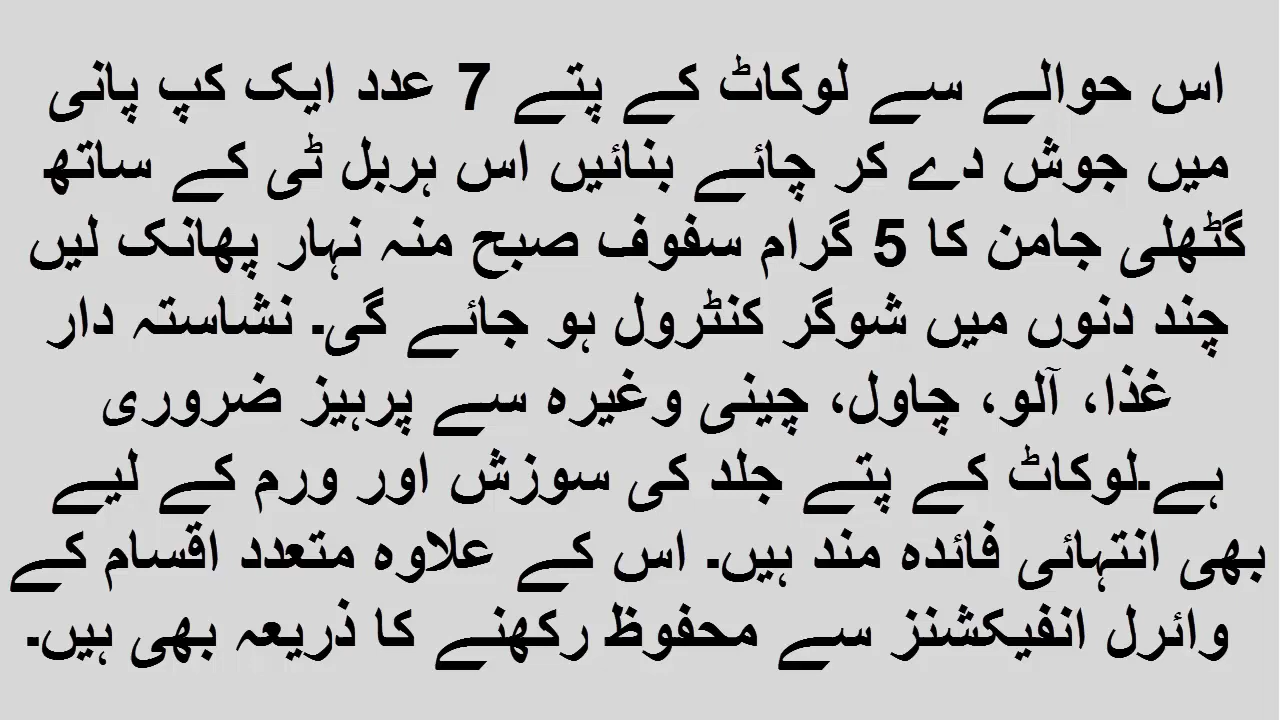 اس حوالے سے لوکاٹ کے پتے 7 عدد ایک کپ پانی
میں جوش دے کر چائے بنائیں اس ہربل ٹی کے ساتھ
گٹھلی جامن کا 5 گرام سفوف صبح منہ نہار پھانک لیں
چند دنوں میں شوگر کنٹرول ہو جائے گی۔ نشاستہ دار
غذا، آلو، چاول، چینی وغیرہ سے پرہیز ضروری
ہے۔لوکاٹ کے پتے جلد کی سوزش اور ورم کے لیے
بھی انتہائی فائدہ مند ہیں۔ اس کے علاوہ متعدد اقسام کے
وائرل انفیکشنز سے محفوظ رکھنے کا ذریعہ بھی ہیں۔